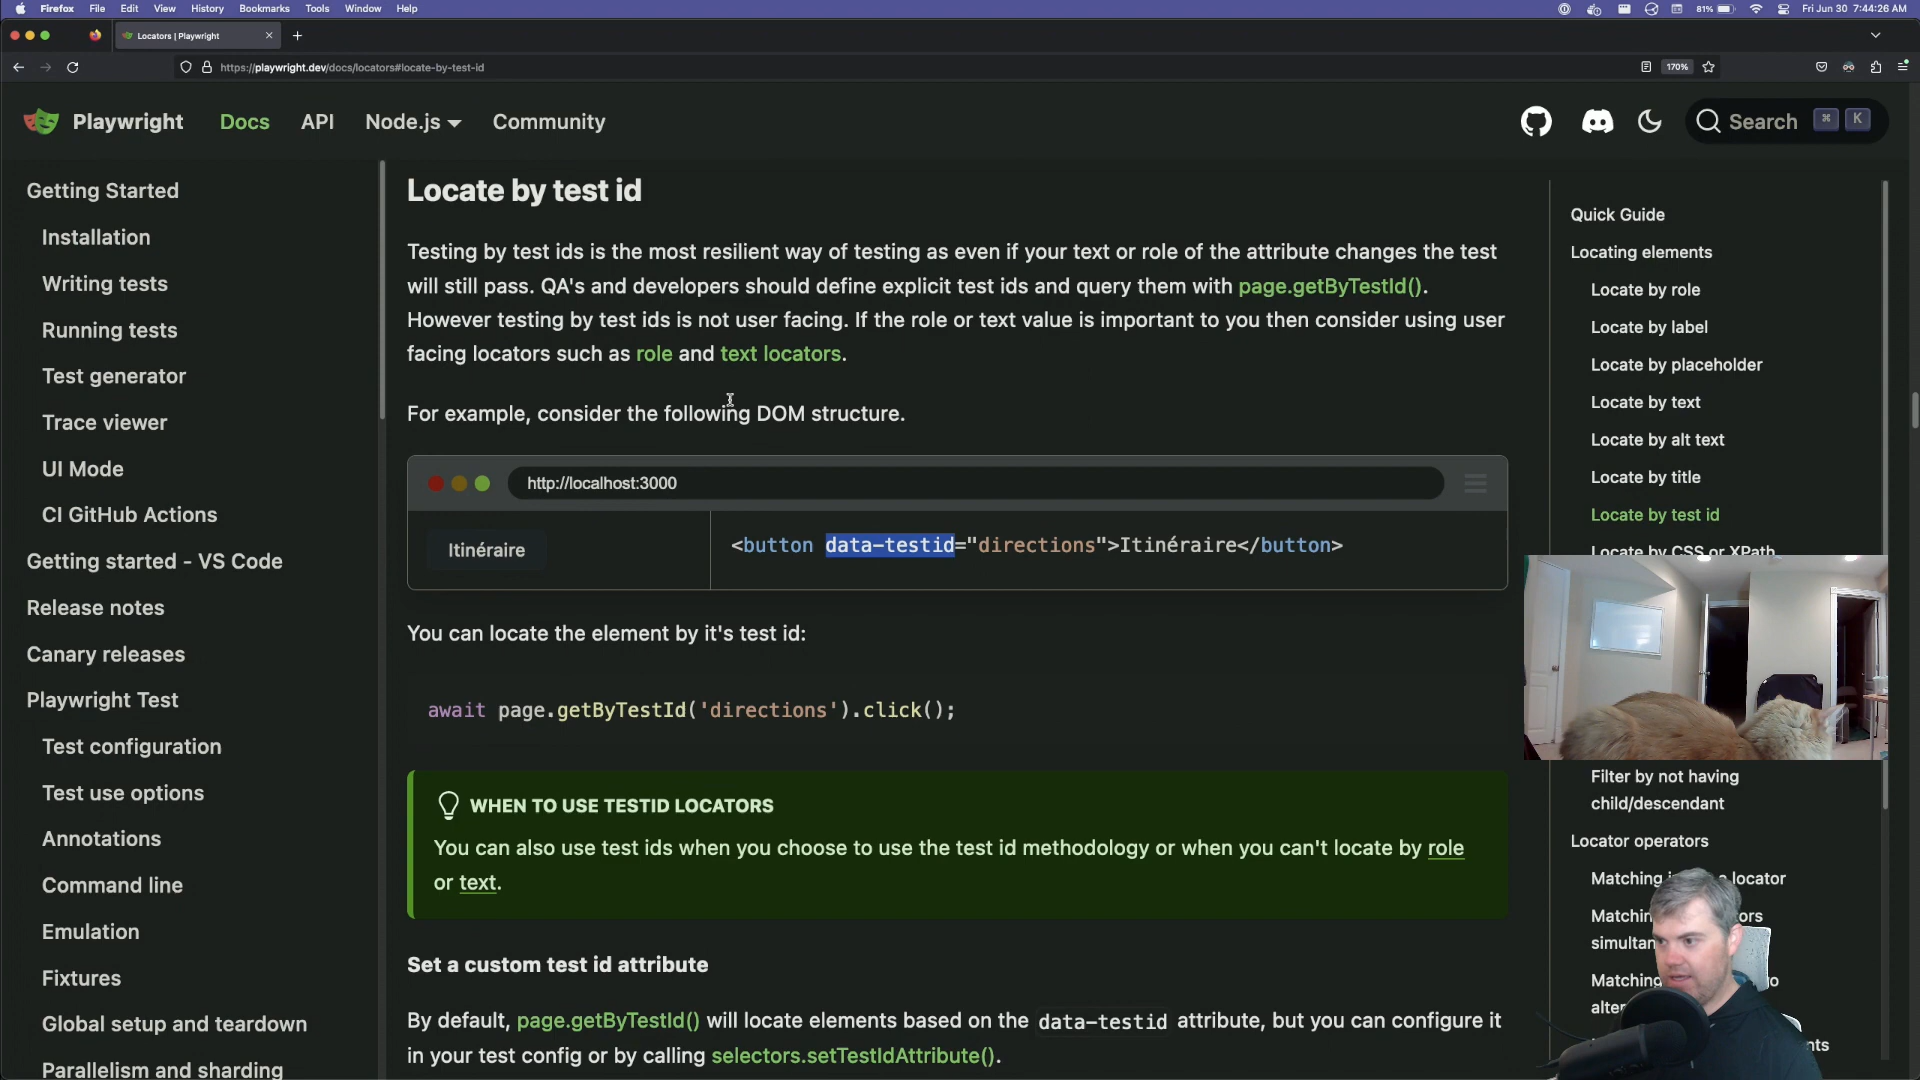 Firefox File Edit View History Bookmarks Tools Window Help
81% Fri Jun 30 7:44:26 AM
Locators | Playwright
https://playwright.dev/docs/locators#locate-by-test-id
170%
Playwright Docs API Node.js Community
Search ⌘ K
Getting Started
Installation
Writing tests
Running tests
Test generator
Trace viewer
UI Mode
CI GitHub Actions
Getting started - VS Code
Release notes
Canary releases
Playwright Test
Test configuration
Test use options
Annotations
Command line
Emulation
Fixtures
Global setup and teardown
Parallelism and sharding
Locate by test id
Testing by test ids is the most resilient way of testing as even if your text or role of the attribute changes the test
will still pass. QA's and developers should define explicit test ids and query them with page.getByTestId().
However testing by test ids is not user facing. If the role or text value is important to you then consider using user
facing locators such as role and text locators.
For example, consider the following DOM structure.
http://localhost:3000
Itinéraire
<button data-testid="directions">Itinéraire</button>
You can locate the element by it's test id:
await page.getByTestId('directions').click();
WHEN TO USE TESTID LOCATORS
You can also use test ids when you choose to use the test id methodology or when you can't locate by role
or text.
Set a custom test id attribute
By default, page.getByTestId() will locate elements based on the data-testid attribute, but you can configure it
in your test config or by calling selectors.setTestIdAttribute().
Quick Guide
Locating elements
Locate by role
Locate by label
Locate by placeholder
Locate by text
Locate by alt text
Locate by title
Locate by test id
Locate by CSS or XPath
Filter by not having
child/descendant
Locator operators
Matching locator